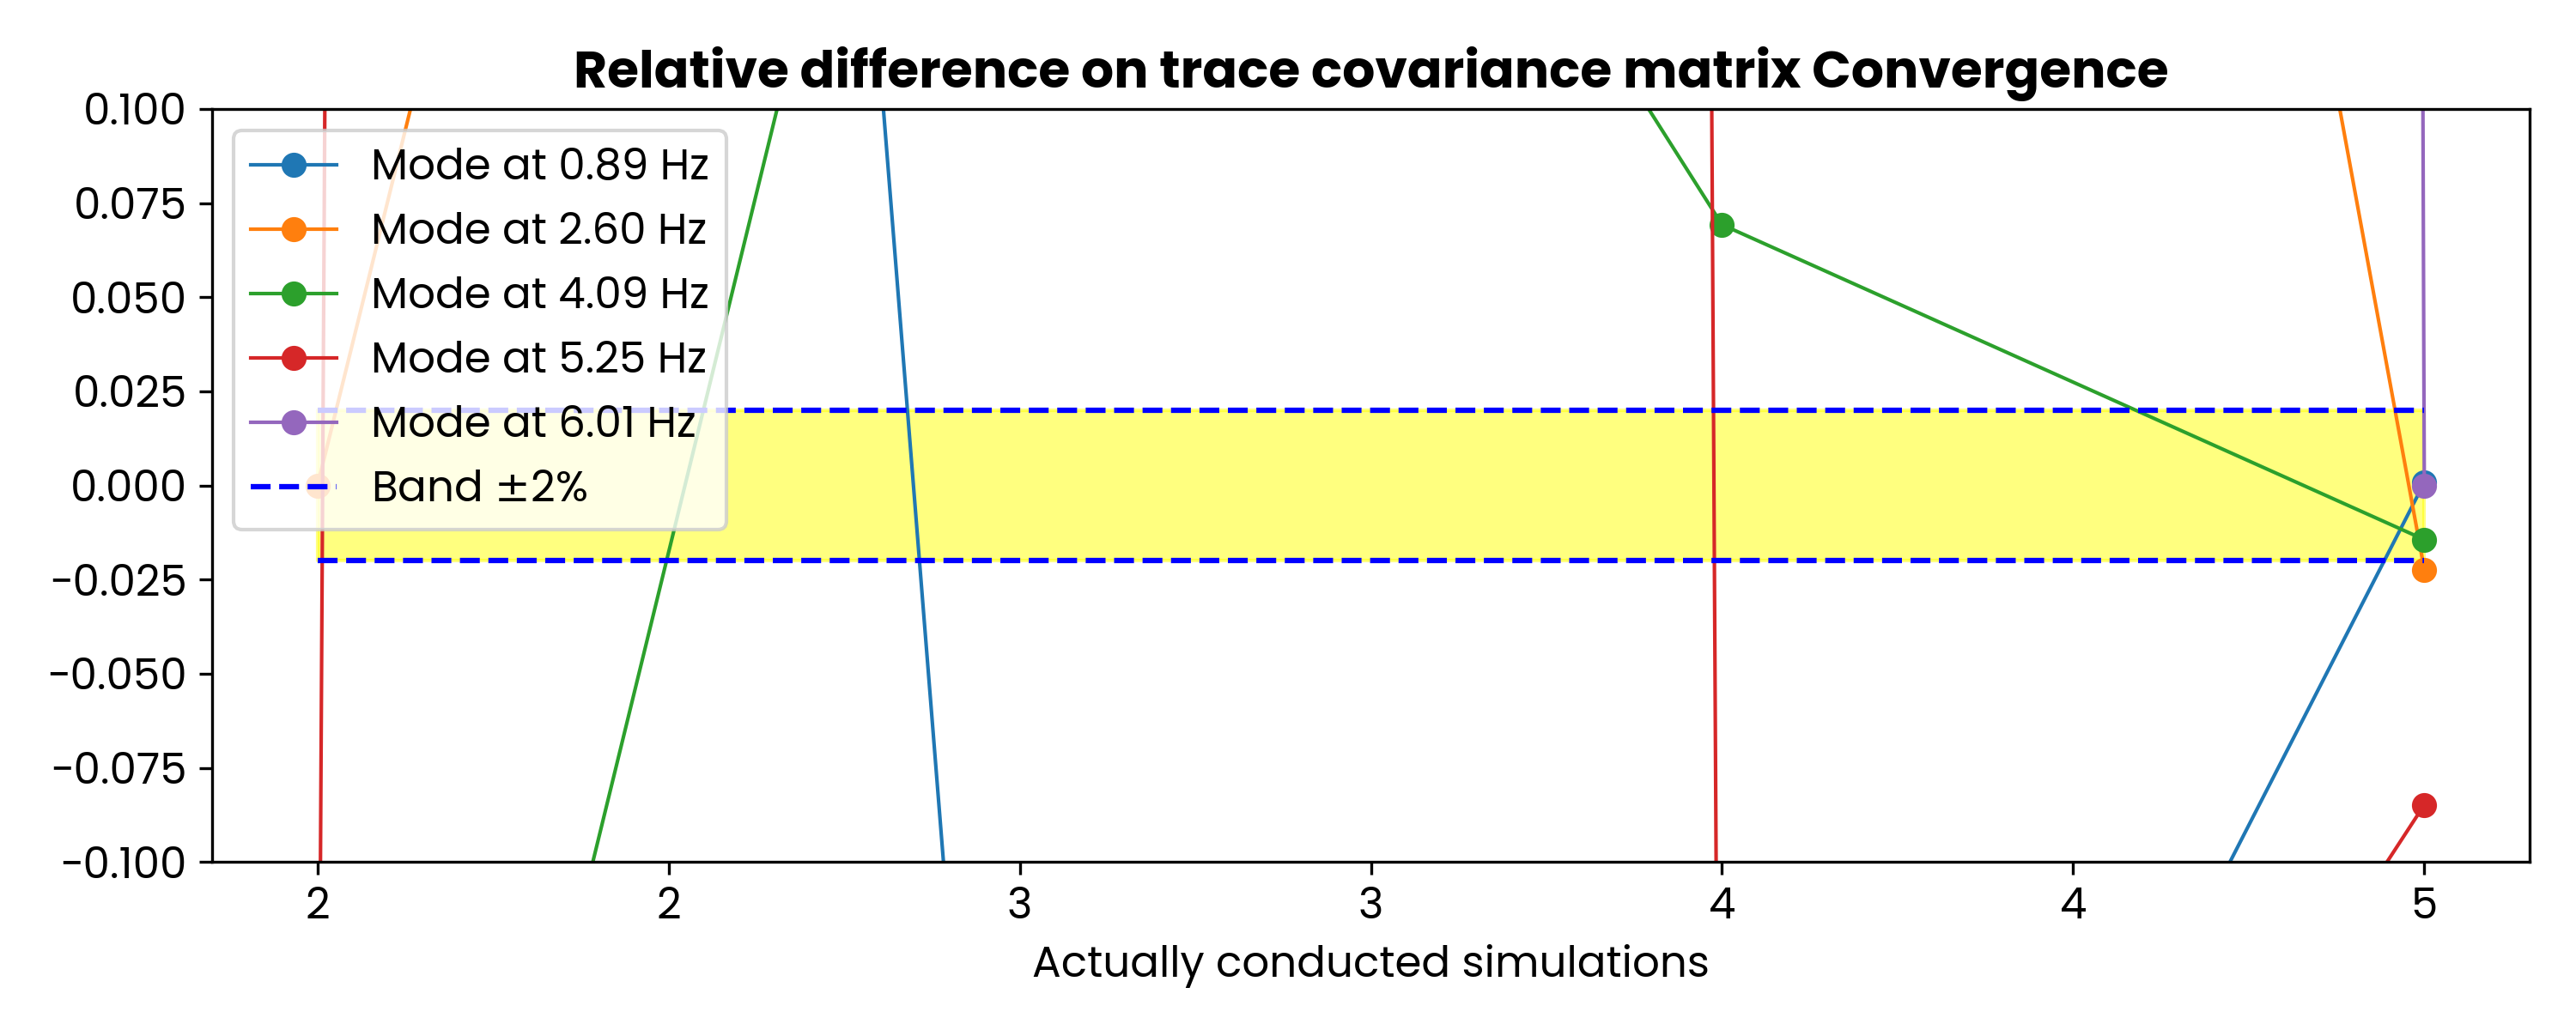 Relative difference on trace covariance matrix Convergence
0.100
0.075
0.050
0.025
0.000
−0.025
−0.050
−0.075
−0.100
Mode at 0.89 Hz
Mode at 2.60 Hz
Mode at 4.09 Hz
Mode at 5.25 Hz
Mode at 6.01 Hz
Band ±2%
2 2 3 3 4 4 5
Actually conducted simulations